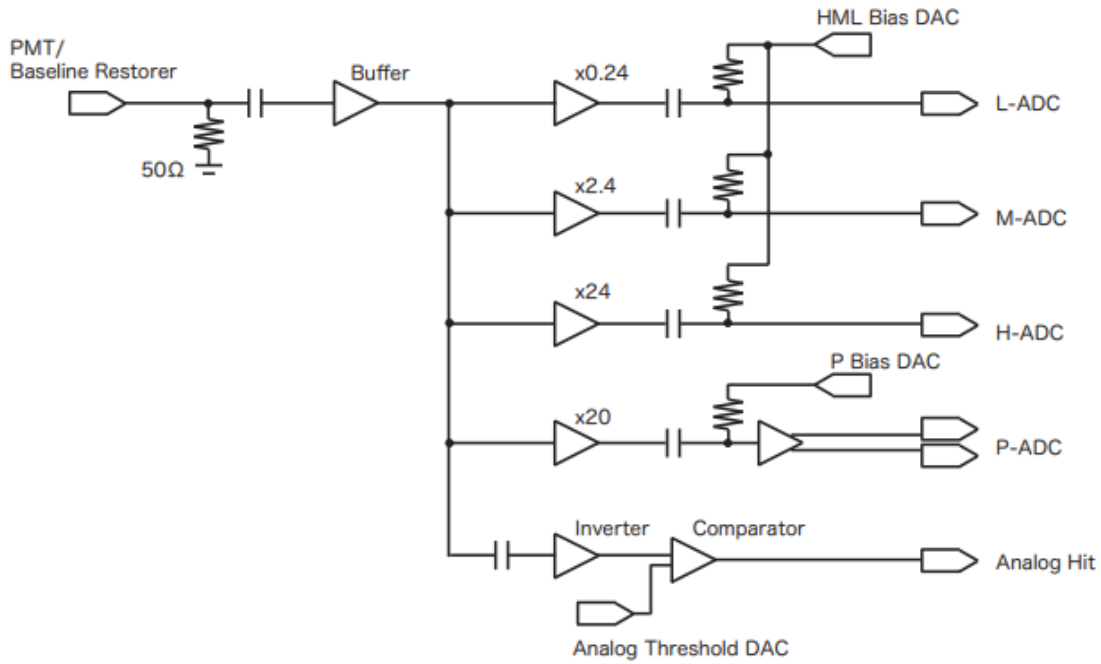 HML Bias DAC
PMT/
Baseline Restorer
Buffer
x0.24
L-ADC
50Ω
x2.4
M-ADC
x24
H-ADC
P Bias DAC
x20
P-ADC
Inverter
Comparator
Analog Hit
Analog Threshold DAC